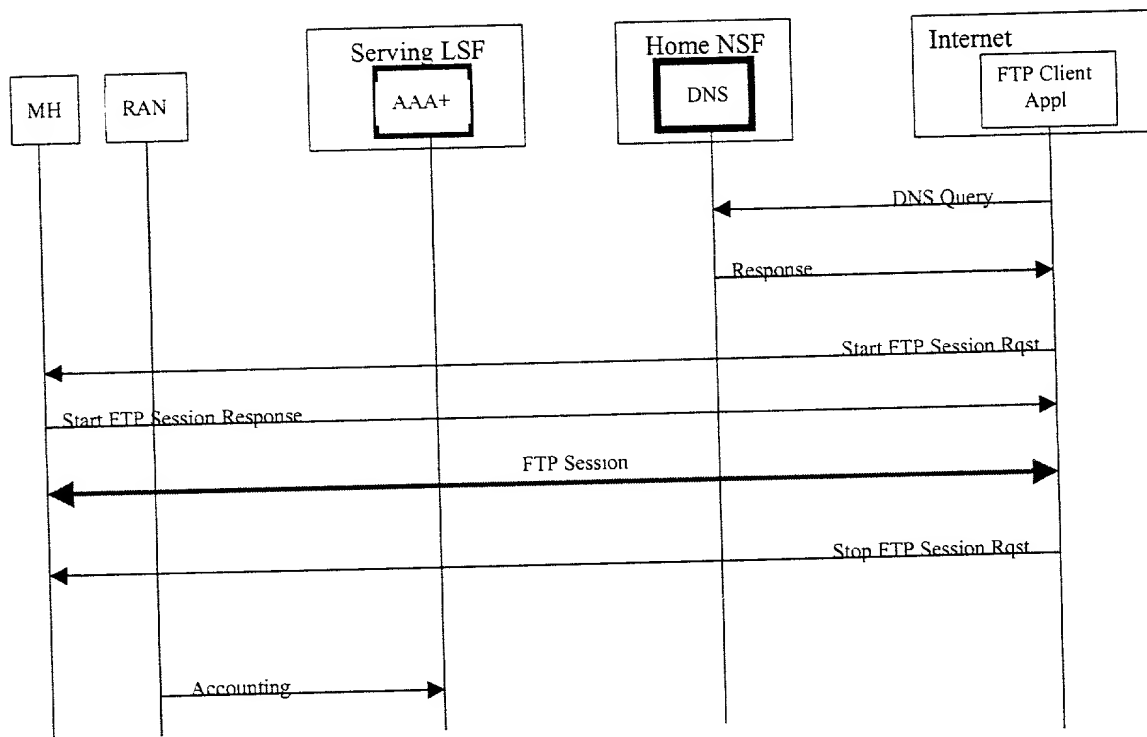 Serving LSF
Home NSF
Internet
MH
RAN
AAA+
DNS
FTP Client
Appl
DNS Query
Response
Start FTP Session Rqst
Start FTP Session Response
FTP Session
Stop FTP Session Rqst
Accounting